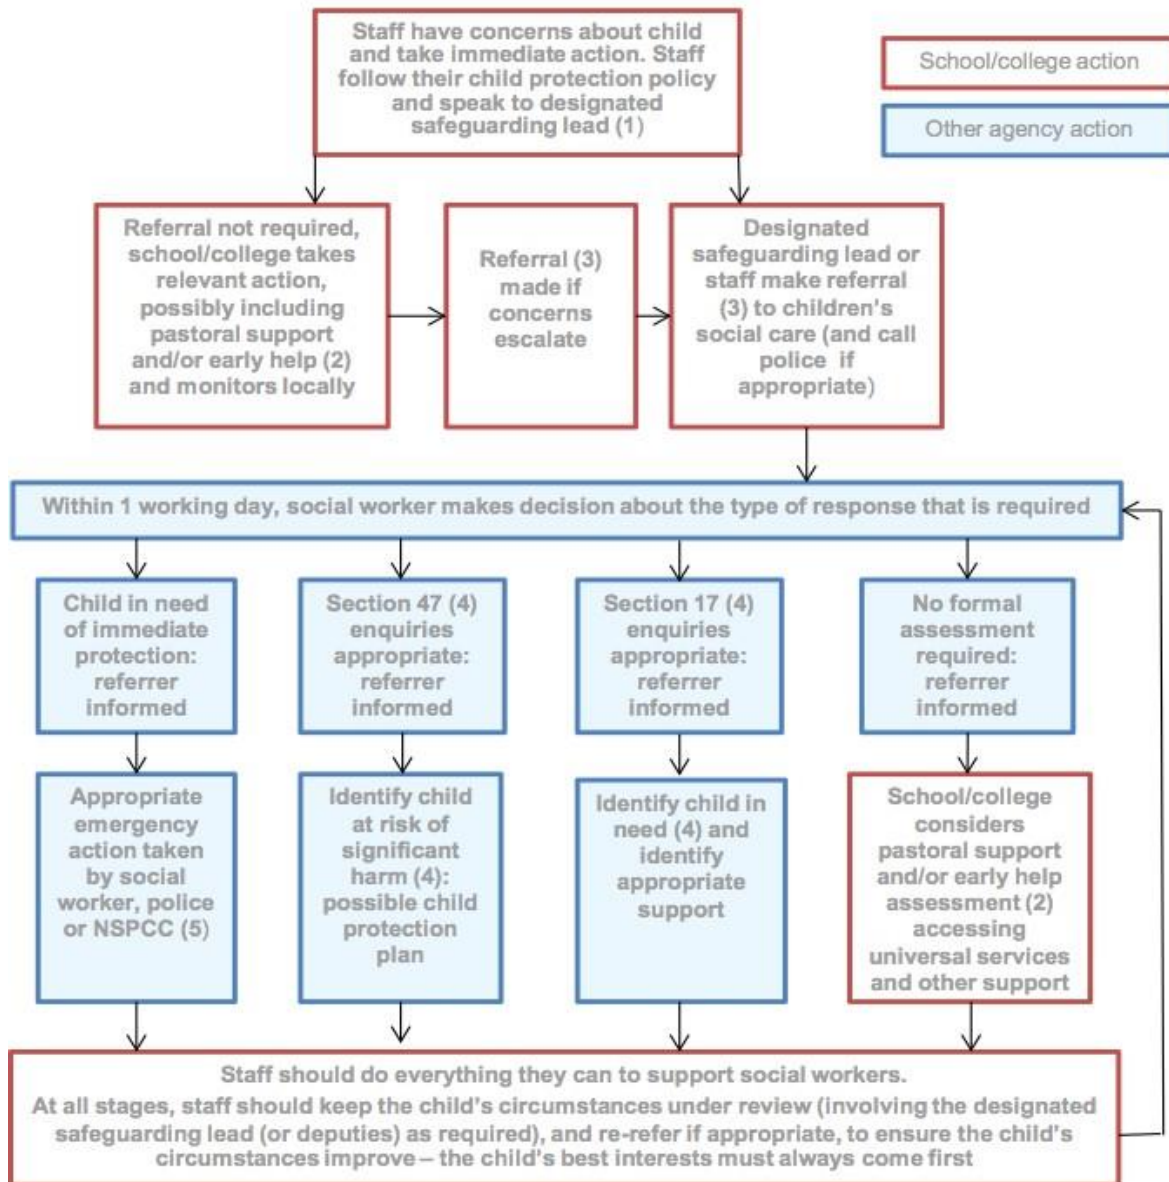 Staff have concerns about child
and take immediate action. Staff
follow their child protection policy
and speak to designated
safeguarding lead (1)
School/college action
Other agency action
Referral not required,
school/college takes
relevant action,
possibly including
pastoral support
and/or early help (2)
and monitors locally
Referral (3)
made if
concerns
escalate
Designated
safeguarding lead or
staff make referral
(3) to children's
social care (and call
police if
appropriate)
Within 1 working day, social worker makes decision about the type of response that is required
Child in need
of immediate
protection:
referrer
informed
Section 47 (4)
enquiries
appropriate:
referrer
informed
Section 17 (4)
enquiries
appropriate:
referrer
informed
No formal
assessment
required:
referrer
informed
Appropriate
emergency
action taken
by social
worker, police
or NSPCC (5)
Identify child
at risk of
significant
harm (4):
possible child
protection
plan
Identify child in
need (4) and
identify
appropriate
support
School/college
considers
pastoral support
and/or early help
assessment (2)
accessing
universal services
and other support
Staff should do everything they can to support social workers.
At all stages, staff should keep the child's circumstances under review (involving the designated
safeguarding lead (or deputies) as required), and re-refer if appropriate, to ensure the child's
circumstances improve – the child's best interests must always come first